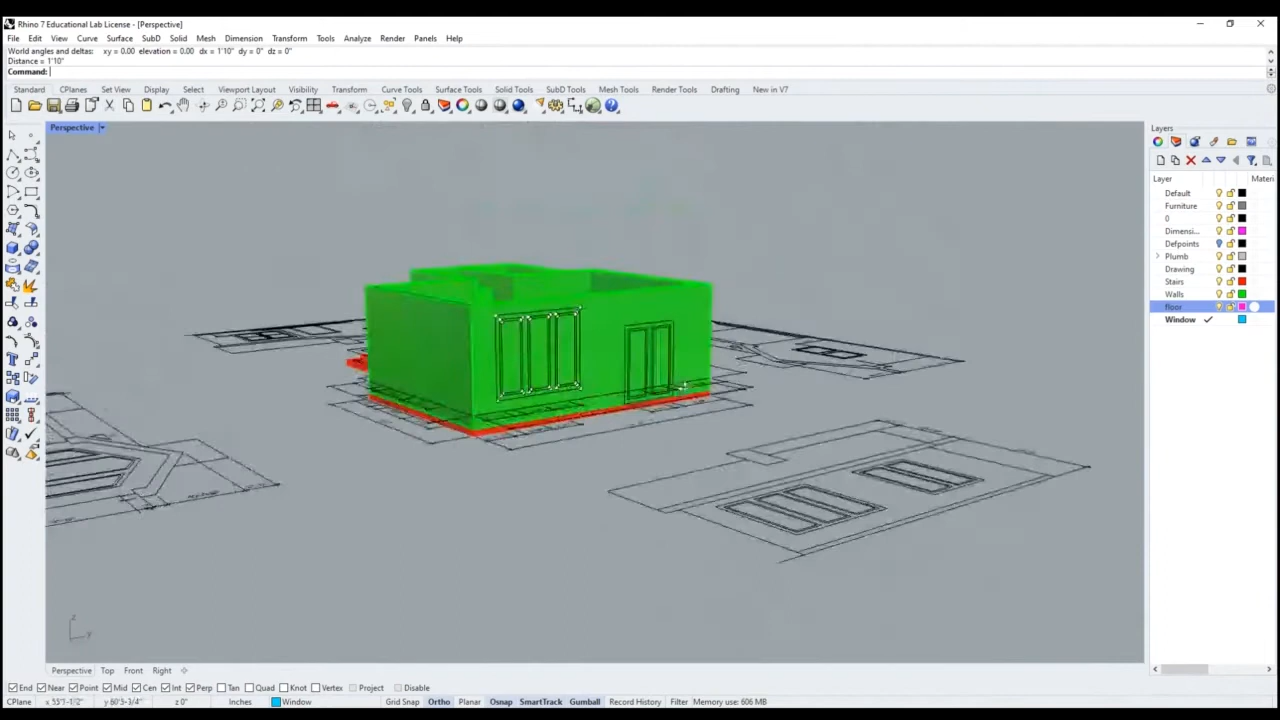 Rhino 7 Educational Lab License - [Perspective]
File Edit View Curve Surface SubD Solid Mesh Dimension Transform Tools Analyze Render Panels Help
World angles and deltas: xy = 0.00 elevation = 0.00 dx = 1'10" dy = 0" dz = 0"
Distance = 1'10"
Command:
Standard CPlanes Set View Display Select Viewport Layout Visibility Transform Curve Tools Surface Tools Solid Tools SubD Tools Mesh Tools Render Tools Drafting New in V7
Perspective
Layers
Layer Materi
Default
Furniture
0
Dimensi...
Defpoints
Plumb
Drawing
Stairs
Walls
floor
Window
z
y
Perspective Top Front Right
End Near Point Mid Cen Int Perp Tan Quad Knot Vertex Project Disable
CPlane z 0" Inches Window Grid Snap Ortho Planar Osnap SmartTrack Gumball Record History Filter Memory use: 606 MB